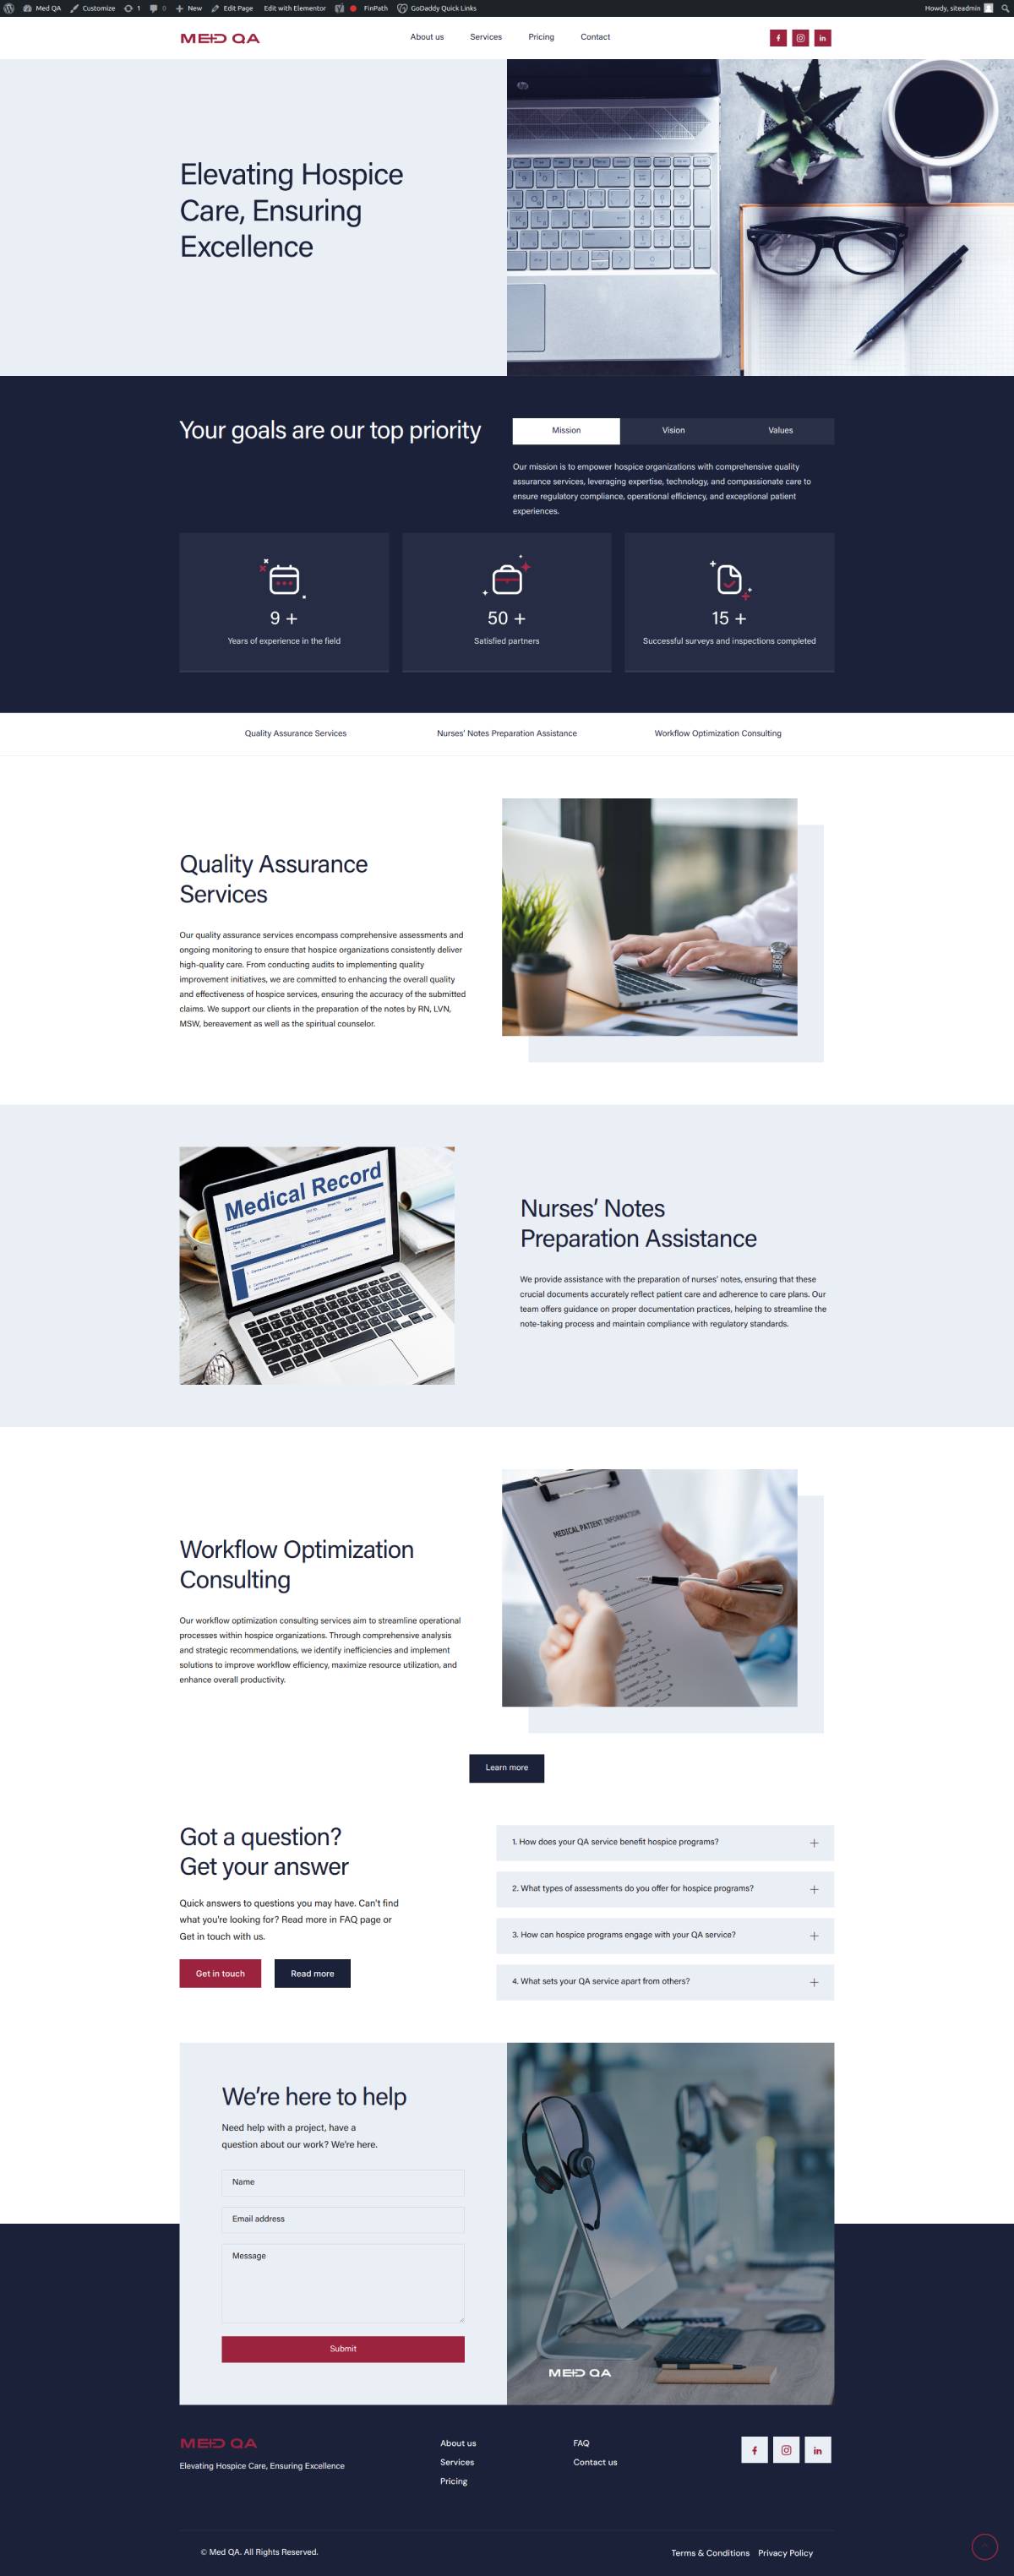 Med QA Customize 1 0 New Edit Page Edit with Elementor FinPath GoDaddy Quick Links Howdy, siteadmin
MED QA About us Services Pricing Contact
Elevating Hospice
Care, Ensuring
Excellence
Your goals are our top priority
Mission Vision Values
Our mission is to empower hospice organizations with comprehensive quality
assurance services, leveraging expertise, technology, and compassionate care to
ensure regulatory compliance, operational efficiency, and exceptional patient
experiences.
9 +
Years of experience in the field
50 +
Satisfied partners
15 +
Successful surveys and inspections completed
Quality Assurance Services Nurses' Notes Preparation Assistance Workflow Optimization Consulting
Quality Assurance
Services
Our quality assurance services encompass comprehensive assessments and
ongoing monitoring to ensure that hospice organizations consistently deliver
high-quality care. From conducting audits to implementing quality
improvement initiatives, we are committed to enhancing the overall quality
and effectiveness of hospice services, ensuring the accuracy of the submitted
claims. We support our clients in the preparation of the notes by RN, LVN,
MSW, bereavement as well as the spiritual counselor.
Medical Record
Nurses' Notes
Preparation Assistance
We provide assistance with the preparation of nurses' notes, ensuring that these
crucial documents accurately reflect patient care and adherence to care plans. Our
team offers guidance on proper documentation practices, helping to streamline the
note-taking process and maintain compliance with regulatory standards.
Workflow Optimization
Consulting
Our workflow optimization consulting services aim to streamline operational
processes within hospice organizations. Through comprehensive analysis
and strategic recommendations, we identify inefficiencies and implement
solutions to improve workflow efficiency, maximize resource utilization, and
enhance overall productivity.
MEDICAL PATIENT INFORMATION
Learn more
Got a question?
Get your answer
Quick answers to questions you may have. Can't find
what you're looking for? Read more in FAQ page or
Get in touch with us.
Get in touch Read more
1. How does your QA service benefit hospice programs?
2. What types of assessments do you offer for hospice programs?
3. How can hospice programs engage with your QA service?
4. What sets your QA service apart from others?
We're here to help
Need help with a project, have a
question about our work? We're here.
Name
Email address
Message
Submit
MED QA
MED QA
Elevating Hospice Care, Ensuring Excellence
About us
Services
Pricing
FAQ
Contact us
© Med QA. All Rights Reserved.
Terms & Conditions Privacy Policy